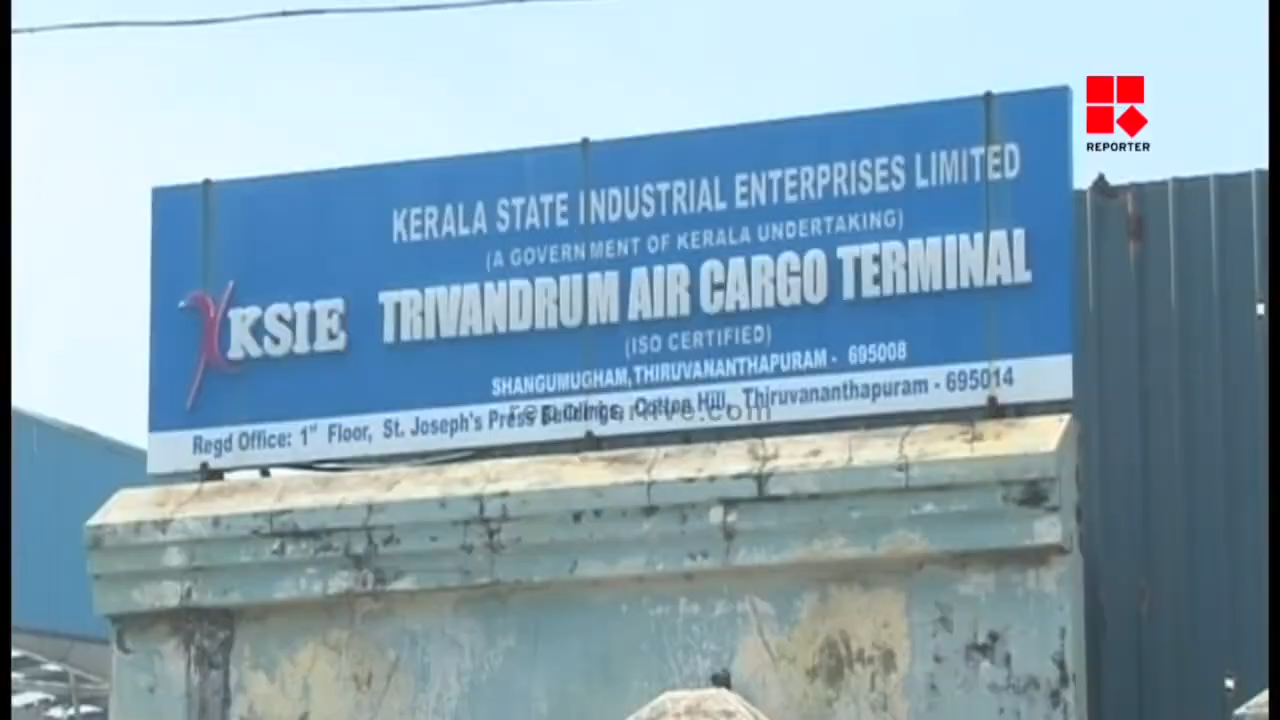 REPORTER
KERALA STATE INDUSTRIAL ENTERPRISES LIMITED
(A GOVERNMENT OF KERALA UNDERTAKING)
KSIE
TRIVANDRUM AIR CARGO TERMINAL
(ISO CERTIFIED)
SHANGUMUGHAM, THIRUVANANTHAPURAM - 695008
Regd Office: 1st Floor, St. Joseph's Press Buildings, Cotton Hill, Thiruvananthapuram - 695014